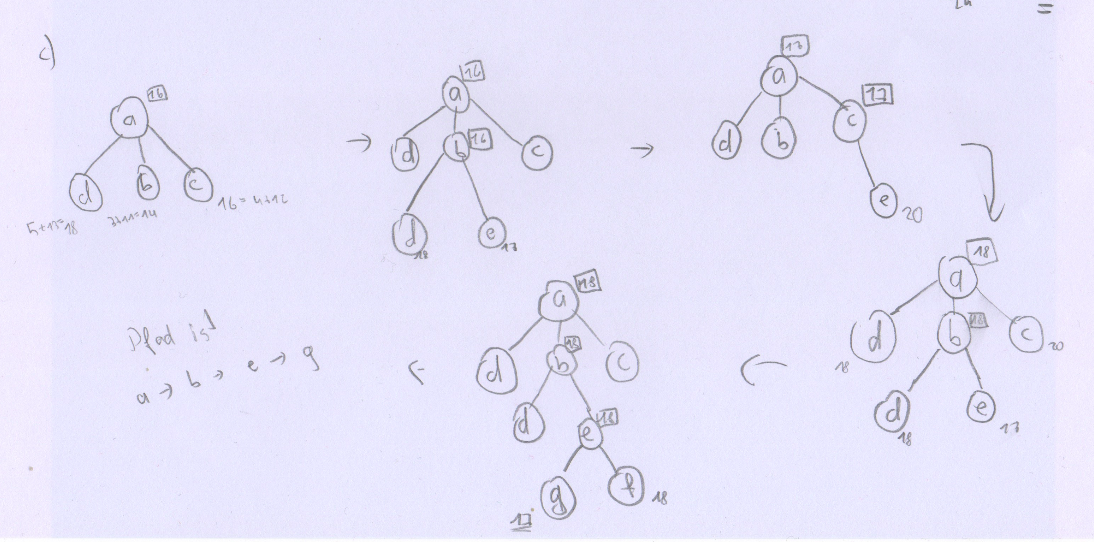 =
c)
16
a
d b c
5+13=18 3+11=14 16=4+12
→
16
a
d b 16 c
d e
18 17
→
17
a
17
d b c
e 20
18
a
d b c
18 20
d e
18 17
←
18
a
18
d b c
d e 18
g f
17 18
←
Pfad ist
a → b → e → g